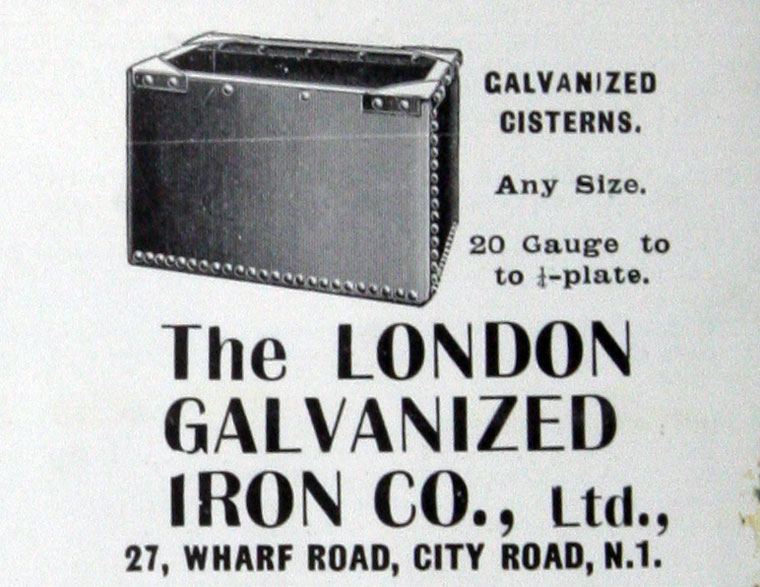 GALVANIZED
CISTERNS.
Any Size.
20 Gauge to
to ¼-plate.
The LONDON
GALVANIZED
IRON CO., Ltd.,
27, WHARF ROAD, CITY ROAD, N.1.